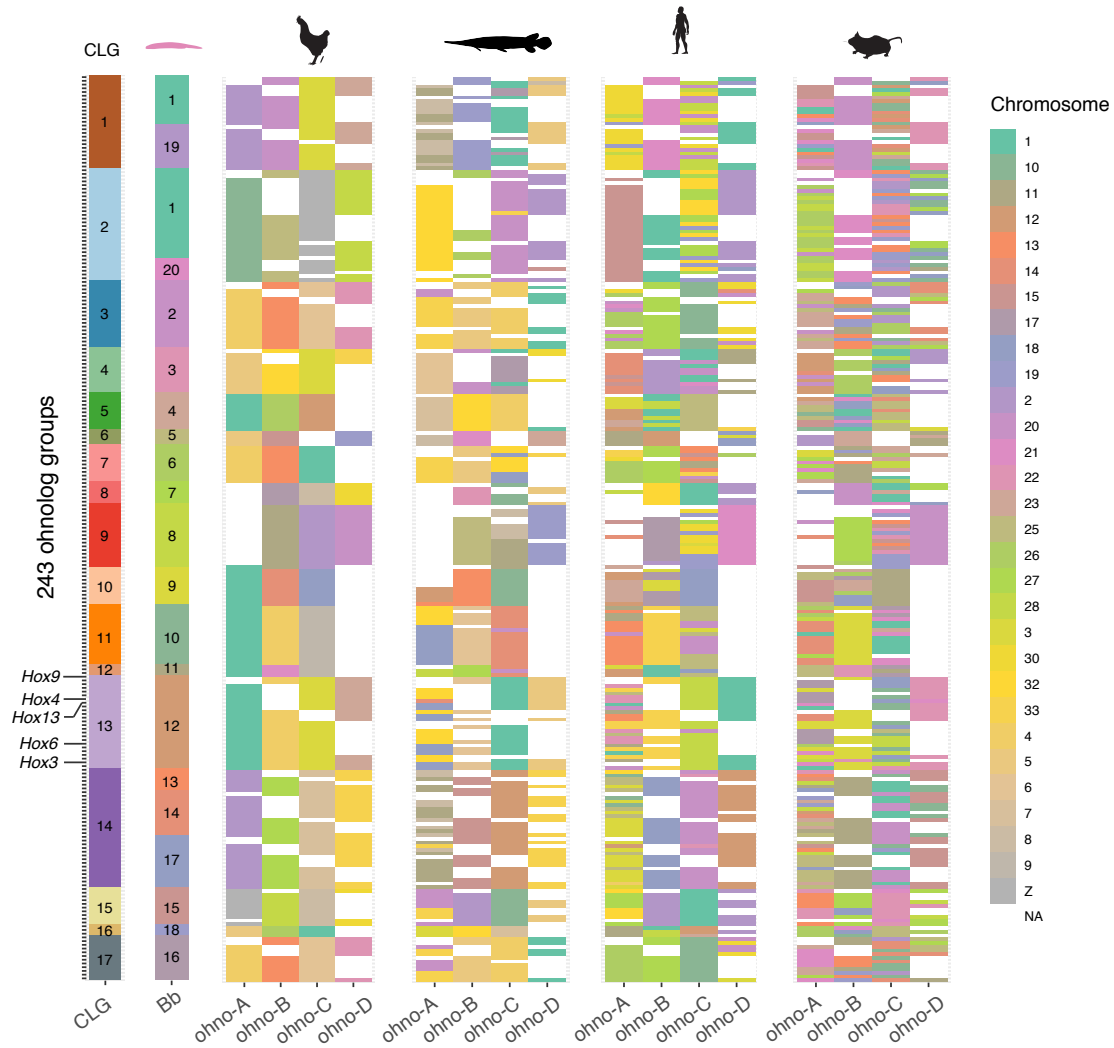 CLG
Chromosome
1
10
11
12
13
14
15
17
18
19
2
20
21
22
23
25
26
27
28
3
30
32
33
4
5
6
7
8
9
Z
NA
243 ohnolog groups
Hox9
Hox4
Hox13
Hox6
Hox3
1
2
3
4
5
6
7
8
9
10
11
12
13
14
15
16
17
1
19
1
20
2
3
4
5
6
7
8
9
10
11
12
13
14
17
15
18
16
CLG
Bb
ohno-A
ohno-B
ohno-C
ohno-D
ohno-A
ohno-B
ohno-C
ohno-D
ohno-A
ohno-B
ohno-C
ohno-D
ohno-A
ohno-B
ohno-C
ohno-D